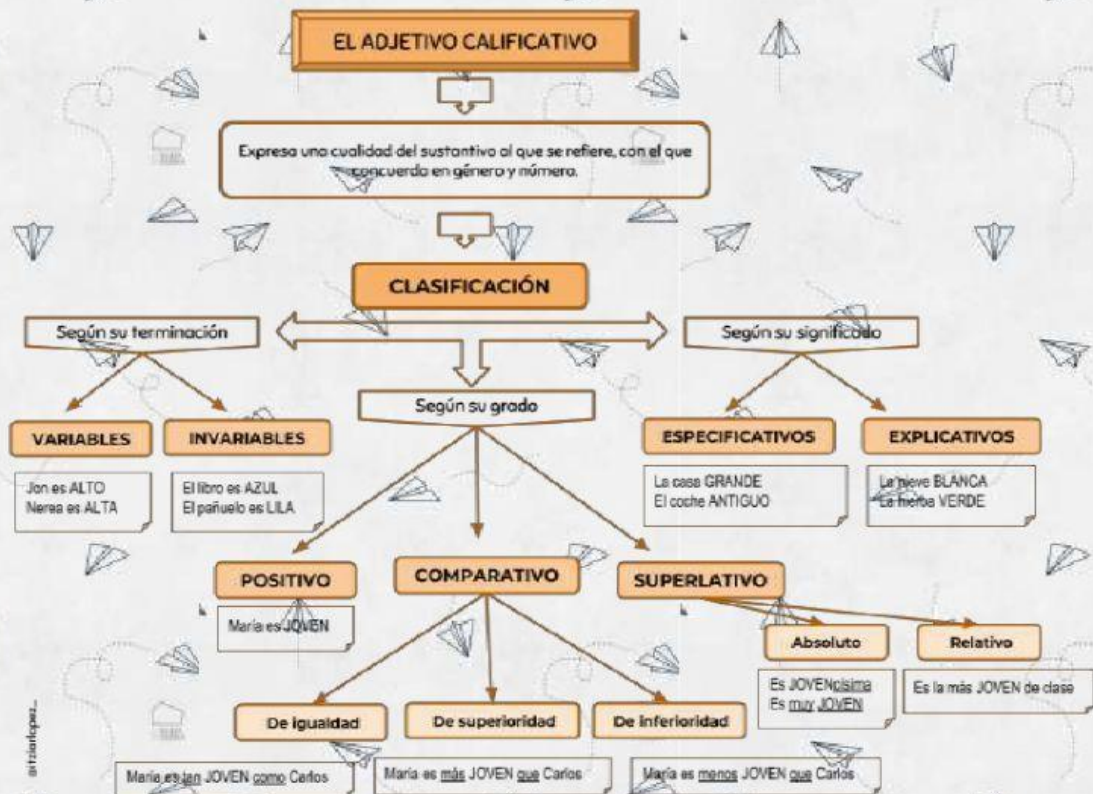 EL ADJETIVO CALIFICATIVO
Expresa una cualidad del sustantivo al que se refiere, con el que
concuerda en género y número.
CLASIFICACIÓN
Según su terminación
Según su significado
Según su grado
VARIABLES
INVARIABLES
ESPECIFICATIVOS
EXPLICATIVOS
Jon es ALTO
Nerea es ALTA
El libro es AZUL
El pañuelo es LILA
La casa GRANDE
El coche ANTIGUO
La nieve BLANCA
La hierba VERDE
POSITIVO
COMPARATIVO
SUPERLATIVO
María es JOVEN
Absoluto
Relativo
Es JOVENcísima
Es muy JOVEN
Es la más JOVEN de clase
De igualdad
De superioridad
De inferioridad
María es tan JOVEN como Carlos
María es más JOVEN que Carlos
María es menos JOVEN que Carlos